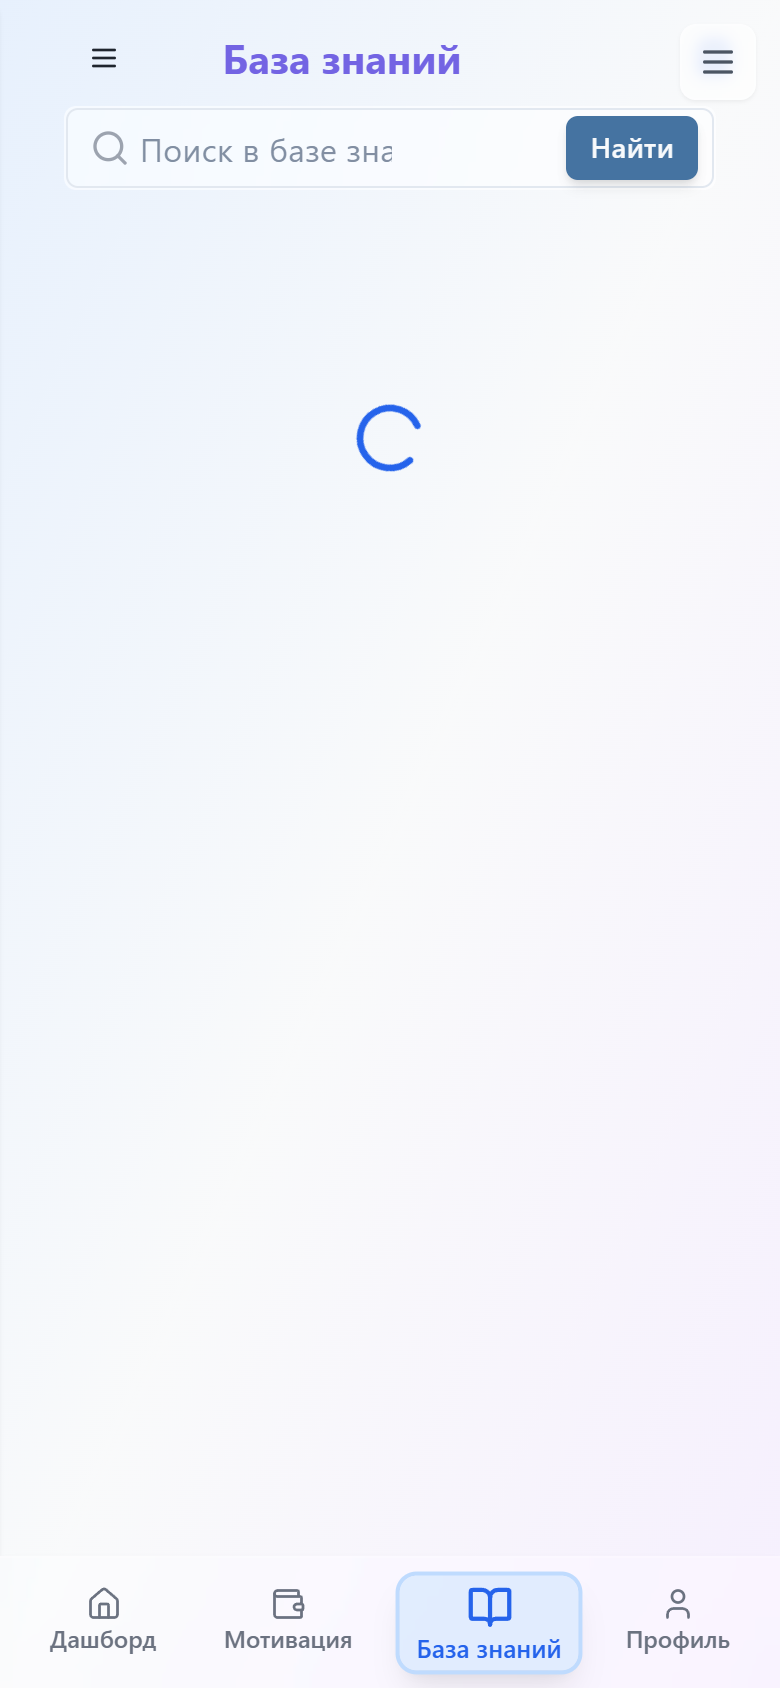 База знаний
Поиск в базе зна
Найти
Дашборд
Мотивация
База знаний
Профиль